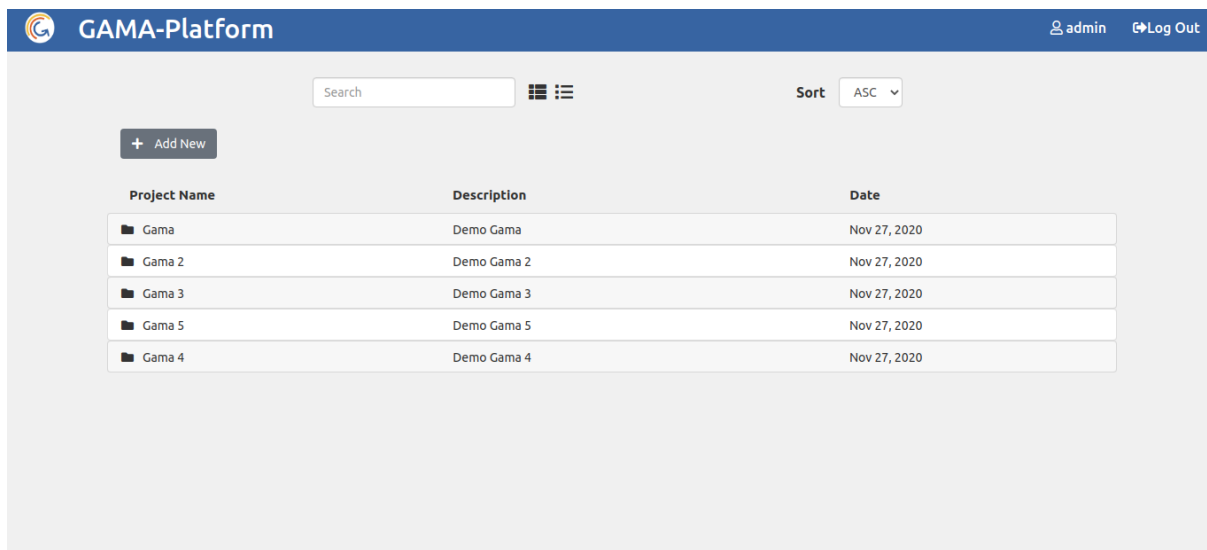 GAMA-Platform admin Log Out
Search Sort ASC
Add New
Project Name Description Date
Gama Demo Gama Nov 27, 2020
Gama 2 Demo Gama 2 Nov 27, 2020
Gama 3 Demo Gama 3 Nov 27, 2020
Gama 5 Demo Gama 5 Nov 27, 2020
Gama 4 Demo Gama 4 Nov 27, 2020